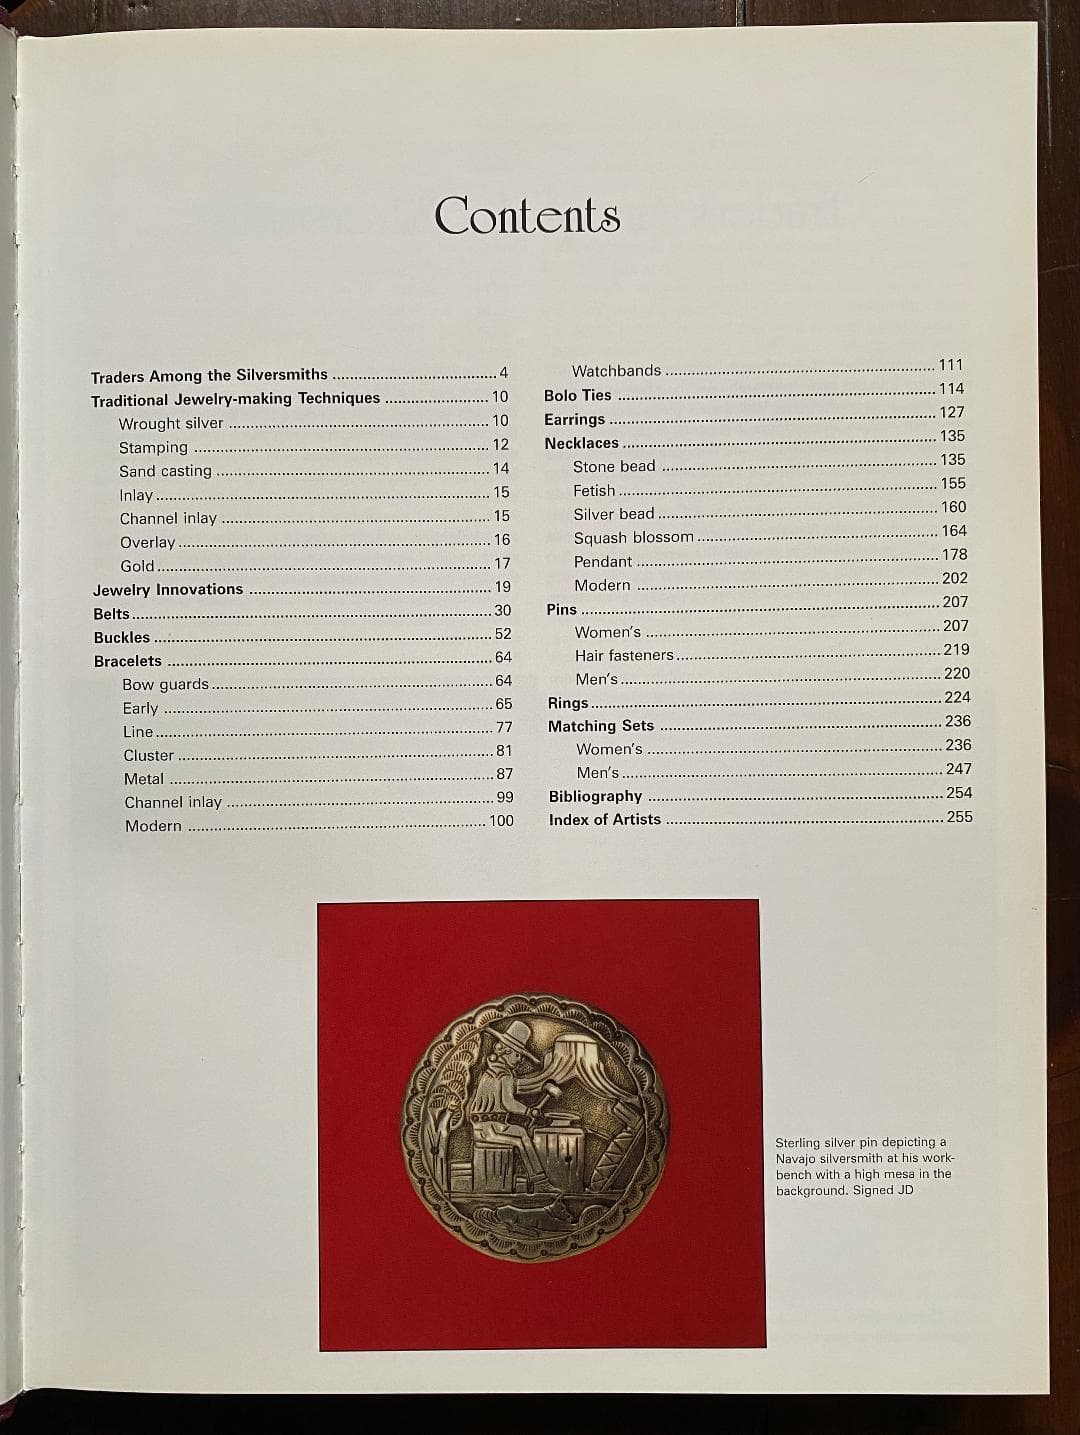 Contents
Traders Among the Silversmiths ........ 4
Traditional Jewelry-making Techniques ........ 10
Wrought silver ........ 10
Stamping ........ 12
Sand casting ........ 14
Inlay ........ 15
Channel inlay ........ 15
Overlay ........ 16
Gold ........ 17
Jewelry Innovations ........ 19
Belts ........ 30
Buckles ........ 52
Bracelets ........ 64
Bow guards ........ 64
Early ........ 65
Line ........ 77
Cluster ........ 81
Metal ........ 87
Channel inlay ........ 99
Modern ........ 100
Watchbands ........ 111
Bolo Ties ........ 114
Earrings ........ 127
Necklaces ........ 135
Stone bead ........ 135
Fetish ........ 155
Silver bead ........ 160
Squash blossom ........ 164
Pendant ........ 178
Modern ........ 202
Pins ........ 207
Women's ........ 207
Hair fasteners ........ 219
Men's ........ 220
Rings ........ 224
Matching Sets ........ 236
Women's ........ 236
Men's ........ 247
Bibliography ........ 254
Index of Artists ........ 255
Sterling silver pin depicting a
Navajo silversmith at his work-
bench with a high mesa in the
background. Signed JD